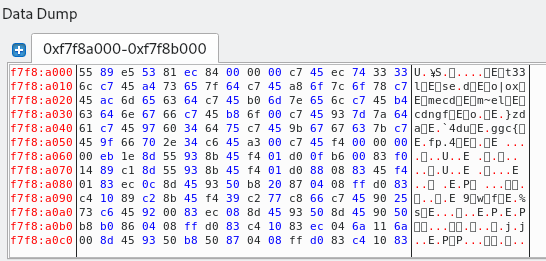 Data Dump
0xf7f8a000-0xf7f8b000
f7f8:a000 55 89 e5 53 81 ec 84 00 00 00 c7 45 ec 74 33 33 U.¥S.....E.t33
f7f8:a010 6c c7 45 a4 73 65 7f 64 c7 45 a8 6f 7c 6f 78 c7 l.E.se.d.E.o|ox
f7f8:a020 45 ac 6d 65 63 64 c7 45 b0 6d 7e 65 6c c7 45 b4 E.mecd.E.m~el.E
f7f8:a030 63 64 6e 67 66 c7 45 b8 6f 00 c7 45 93 7d 7a 64 cdngf.E.o..E.}zd
f7f8:a040 61 c7 45 97 60 34 64 75 c7 45 9b 67 67 63 7b c7 a.E.`4du.E.ggc{
f7f8:a050 45 9f 66 70 2e 34 c6 45 a3 00 c7 45 f4 00 00 00 E.fp.4.E..E....
f7f8:a060 00 eb 1e 8d 55 93 8b 45 f4 01 d0 0f b6 00 83 f0 ....U..E
f7f8:a070 14 89 c1 8d 55 93 8b 45 f4 01 d0 88 08 83 45 f4 ....U..E......E
f7f8:a080 01 83 ec 0c 8d 45 93 50 b8 20 87 04 08 ff d0 83 .....E.P
f7f8:a090 c4 10 89 c2 8b 45 f4 39 c2 77 c8 66 c7 45 90 25 .....E.9.w.f.E.%
f7f8:a0a0 73 c6 45 92 00 83 ec 08 8d 45 93 50 8d 45 90 50 s.E......E.P.E.P
f7f8:a0b0 b8 b0 86 04 08 ff d0 83 c4 10 83 ec 04 6a 11 6a .............j.j
f7f8:a0c0 00 8d 45 93 50 b8 50 87 04 08 ff d0 83 c4 10 83 ..E.P.P